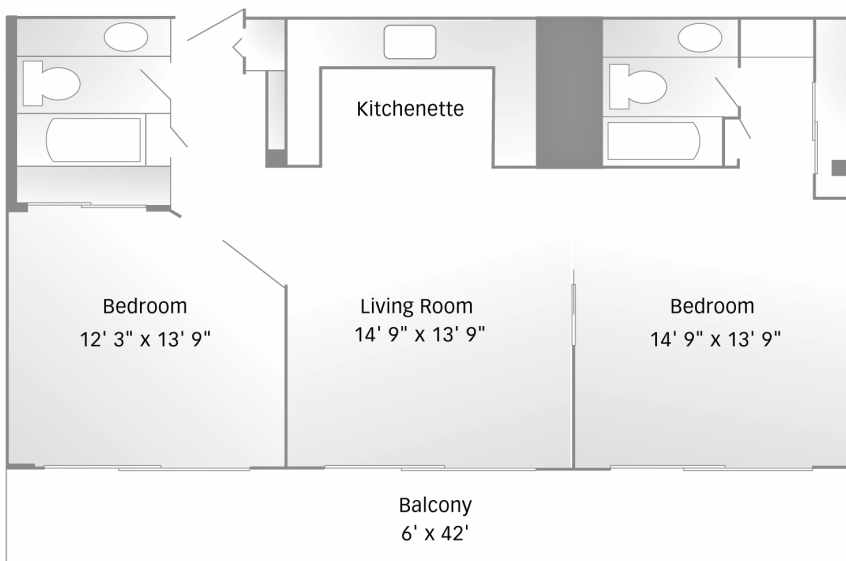 Kitchenette
Bedroom
12' 3" x 13' 9"
Living Room
14' 9" x 13' 9"
Bedroom
14' 9" x 13' 9"
Balcony
6' x 42'